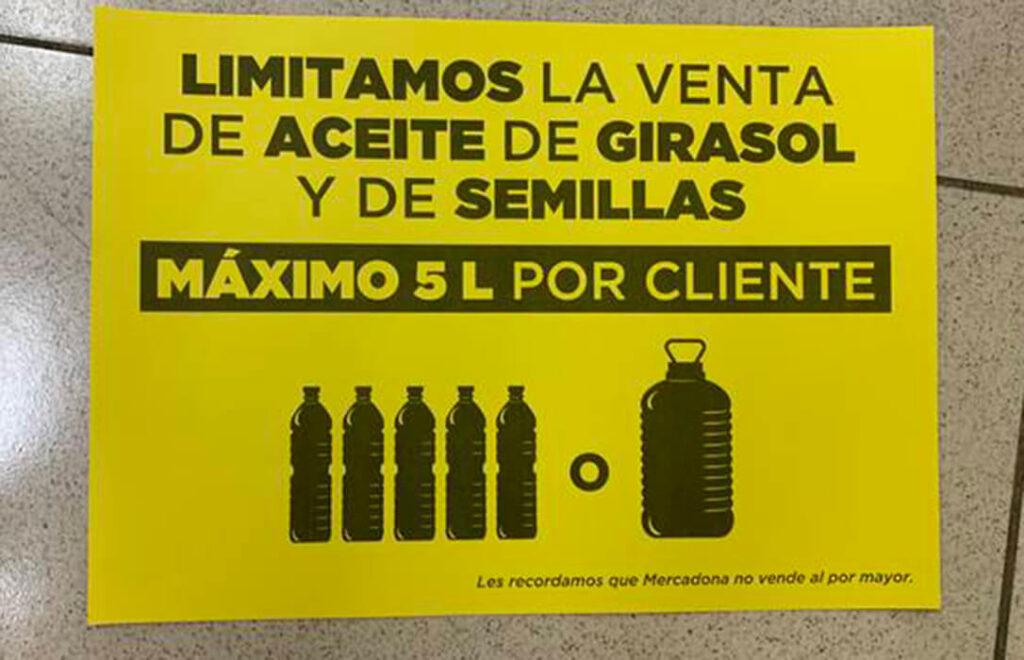 LIMITAMOS LA VENTA
DE ACEITE DE GIRASOL
Y DE SEMILLAS
MÁXIMO 5 L POR CLIENTE
O
Les recordamos que Mercadona no vende al por mayor.